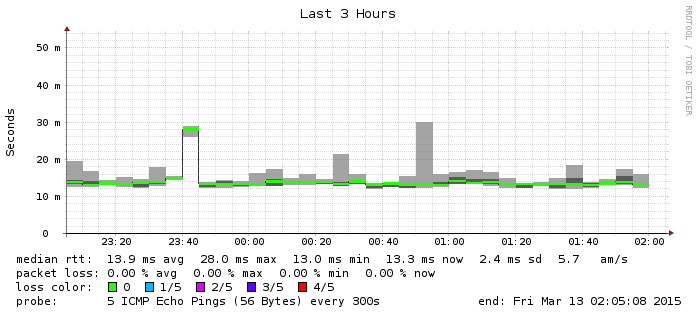 Last 3 Hours
RRDTOOL / TOBI OETIKER
Seconds
50 m
40 m
30 m
20 m
10 m
0
23:20 23:40 00:00 00:20 00:40 01:00 01:20 01:40 02:00
median rtt: 13.9 ms avg 28.0 ms max 13.0 ms min 13.3 ms now 2.4 ms sd 5.7 am/s
packet loss: 0.00 % avg 0.00 % max 0.00 % min 0.00 % now
loss color: 0 1/5 2/5 3/5 4/5
probe: 5 ICMP Echo Pings (56 Bytes) every 300s end: Fri Mar 13 02:05:08 2015